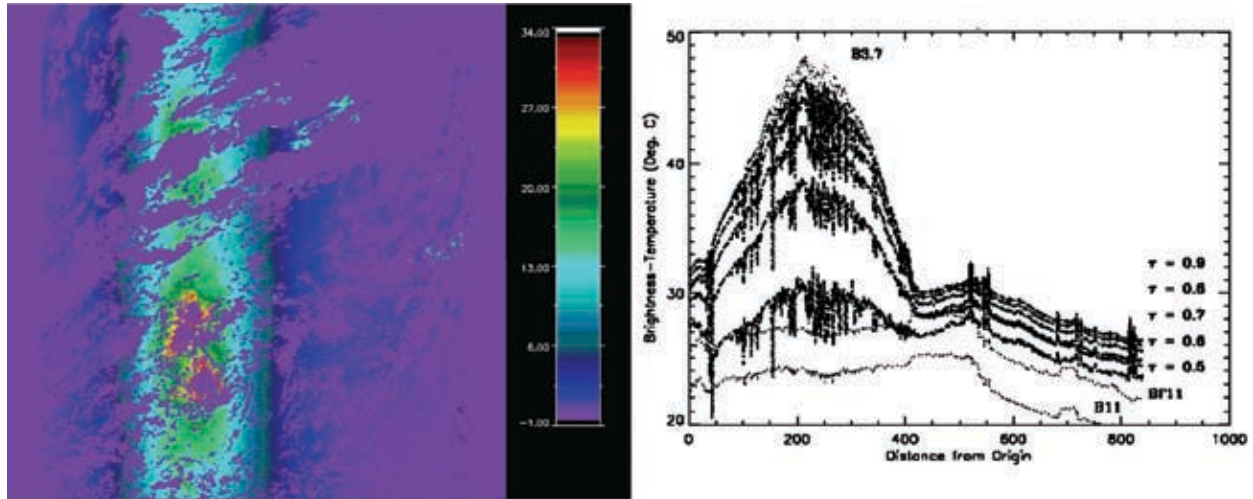 34.00
27.00
20.00
13.00
6.00
-1.00
50
40
30
20
Brightness-Temperature (Deg. C)
B3.7
τ = 0.9
τ = 0.8
τ = 0.7
τ = 0.6
τ = 0.5
B11
0
200
400
600
800
1000
Distance from Origin